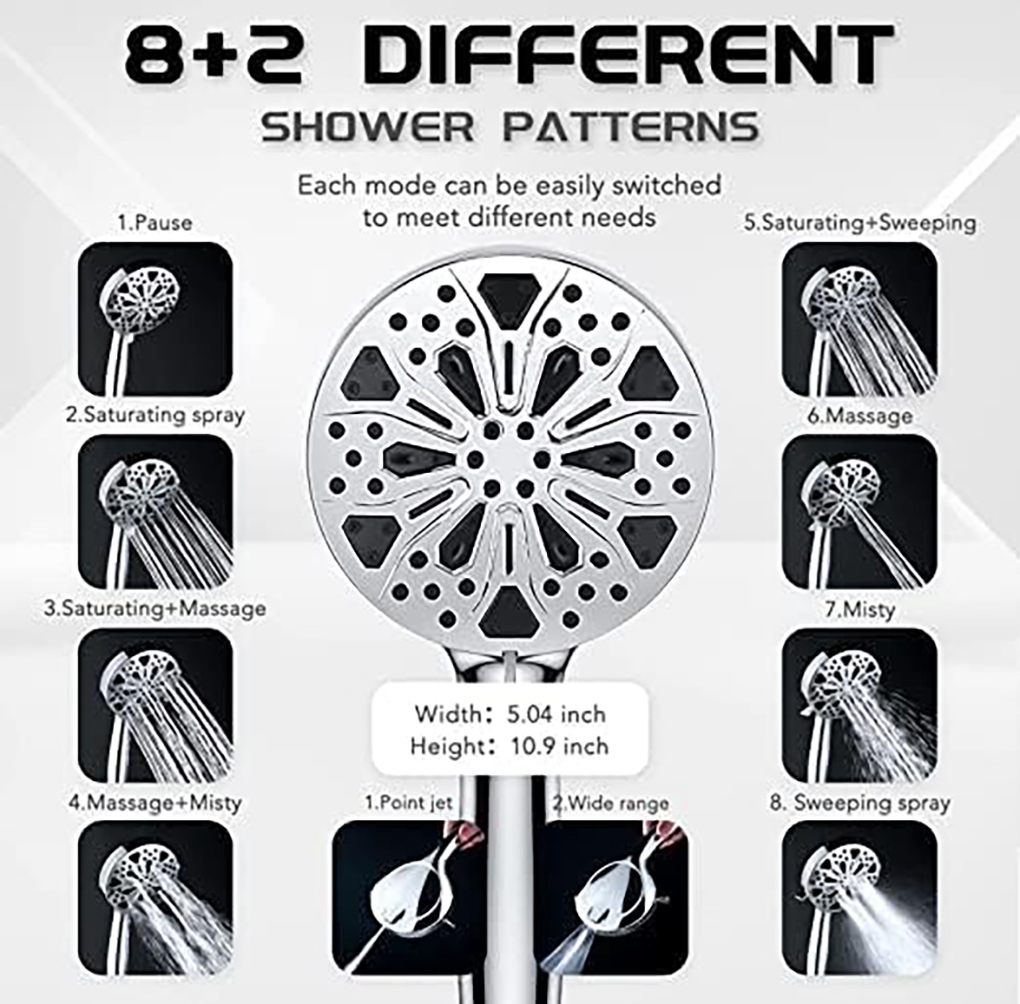 8+2 DIFFERENT
SHOWER PATTERNS
Each mode can be easily switched
to meet different needs
1.Pause
2.Saturating spray
3.Saturating+Massage
4.Massage+Misty
5.Saturating+Sweeping
6.Massage
7.Misty
8. Sweeping spray
Width: 5.04 inch
Height: 10.9 inch
1.Point jet
2.Wide range